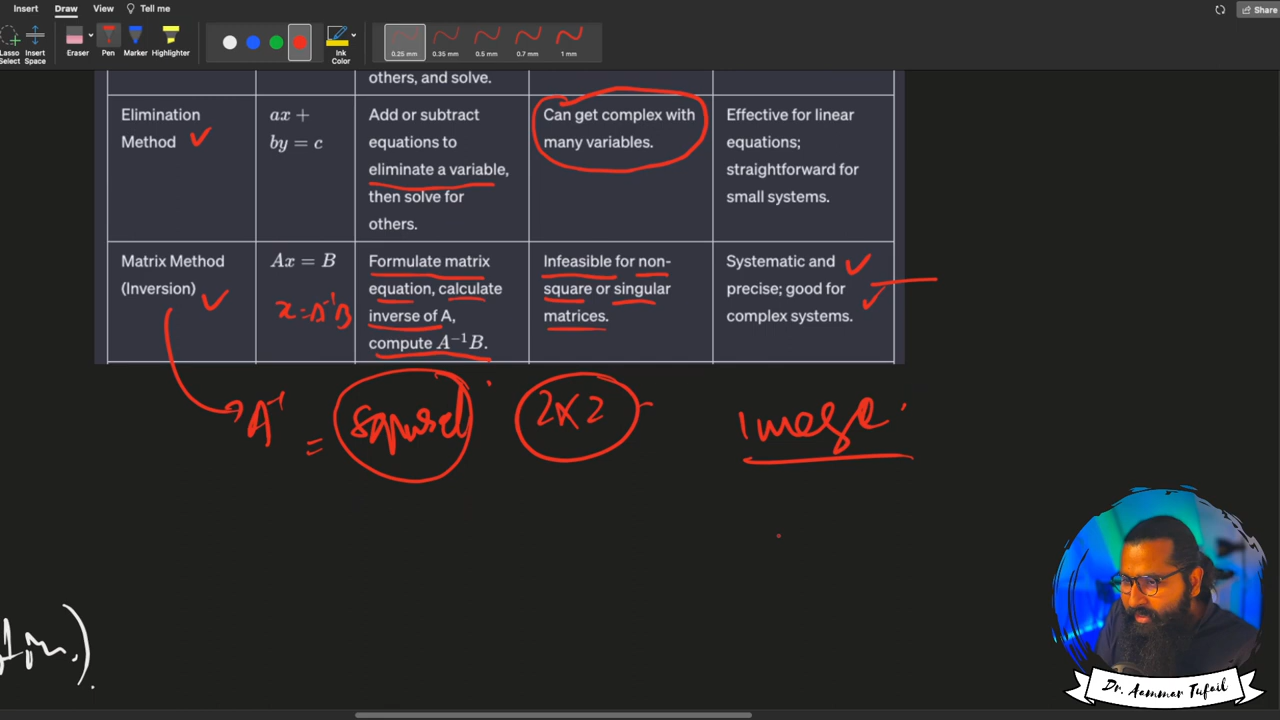 Insert Draw View Tell me
Share
Lasso Select
Insert Space
Eraser
Pen
Marker
Highlighter
Ink Color
0.25 mm 0.35 mm 0.5 mm 0.7 mm 1 mm
others, and solve.
Elimination
Method
ax +
by = c
Add or subtract
equations to
eliminate a variable,
then solve for
others.
Can get complex with
many variables.
Effective for linear
equations;
straightforward for
small systems.
Matrix Method
(Inversion)
Ax = B
x = A⁻¹B
Formulate matrix
equation, calculate
inverse of A,
compute A⁻¹B.
Infeasible for non-
square or singular
matrices.
Systematic and
precise; good for
complex systems.
A⁻¹ =
2x2
image
Dr. Aammar Tufail